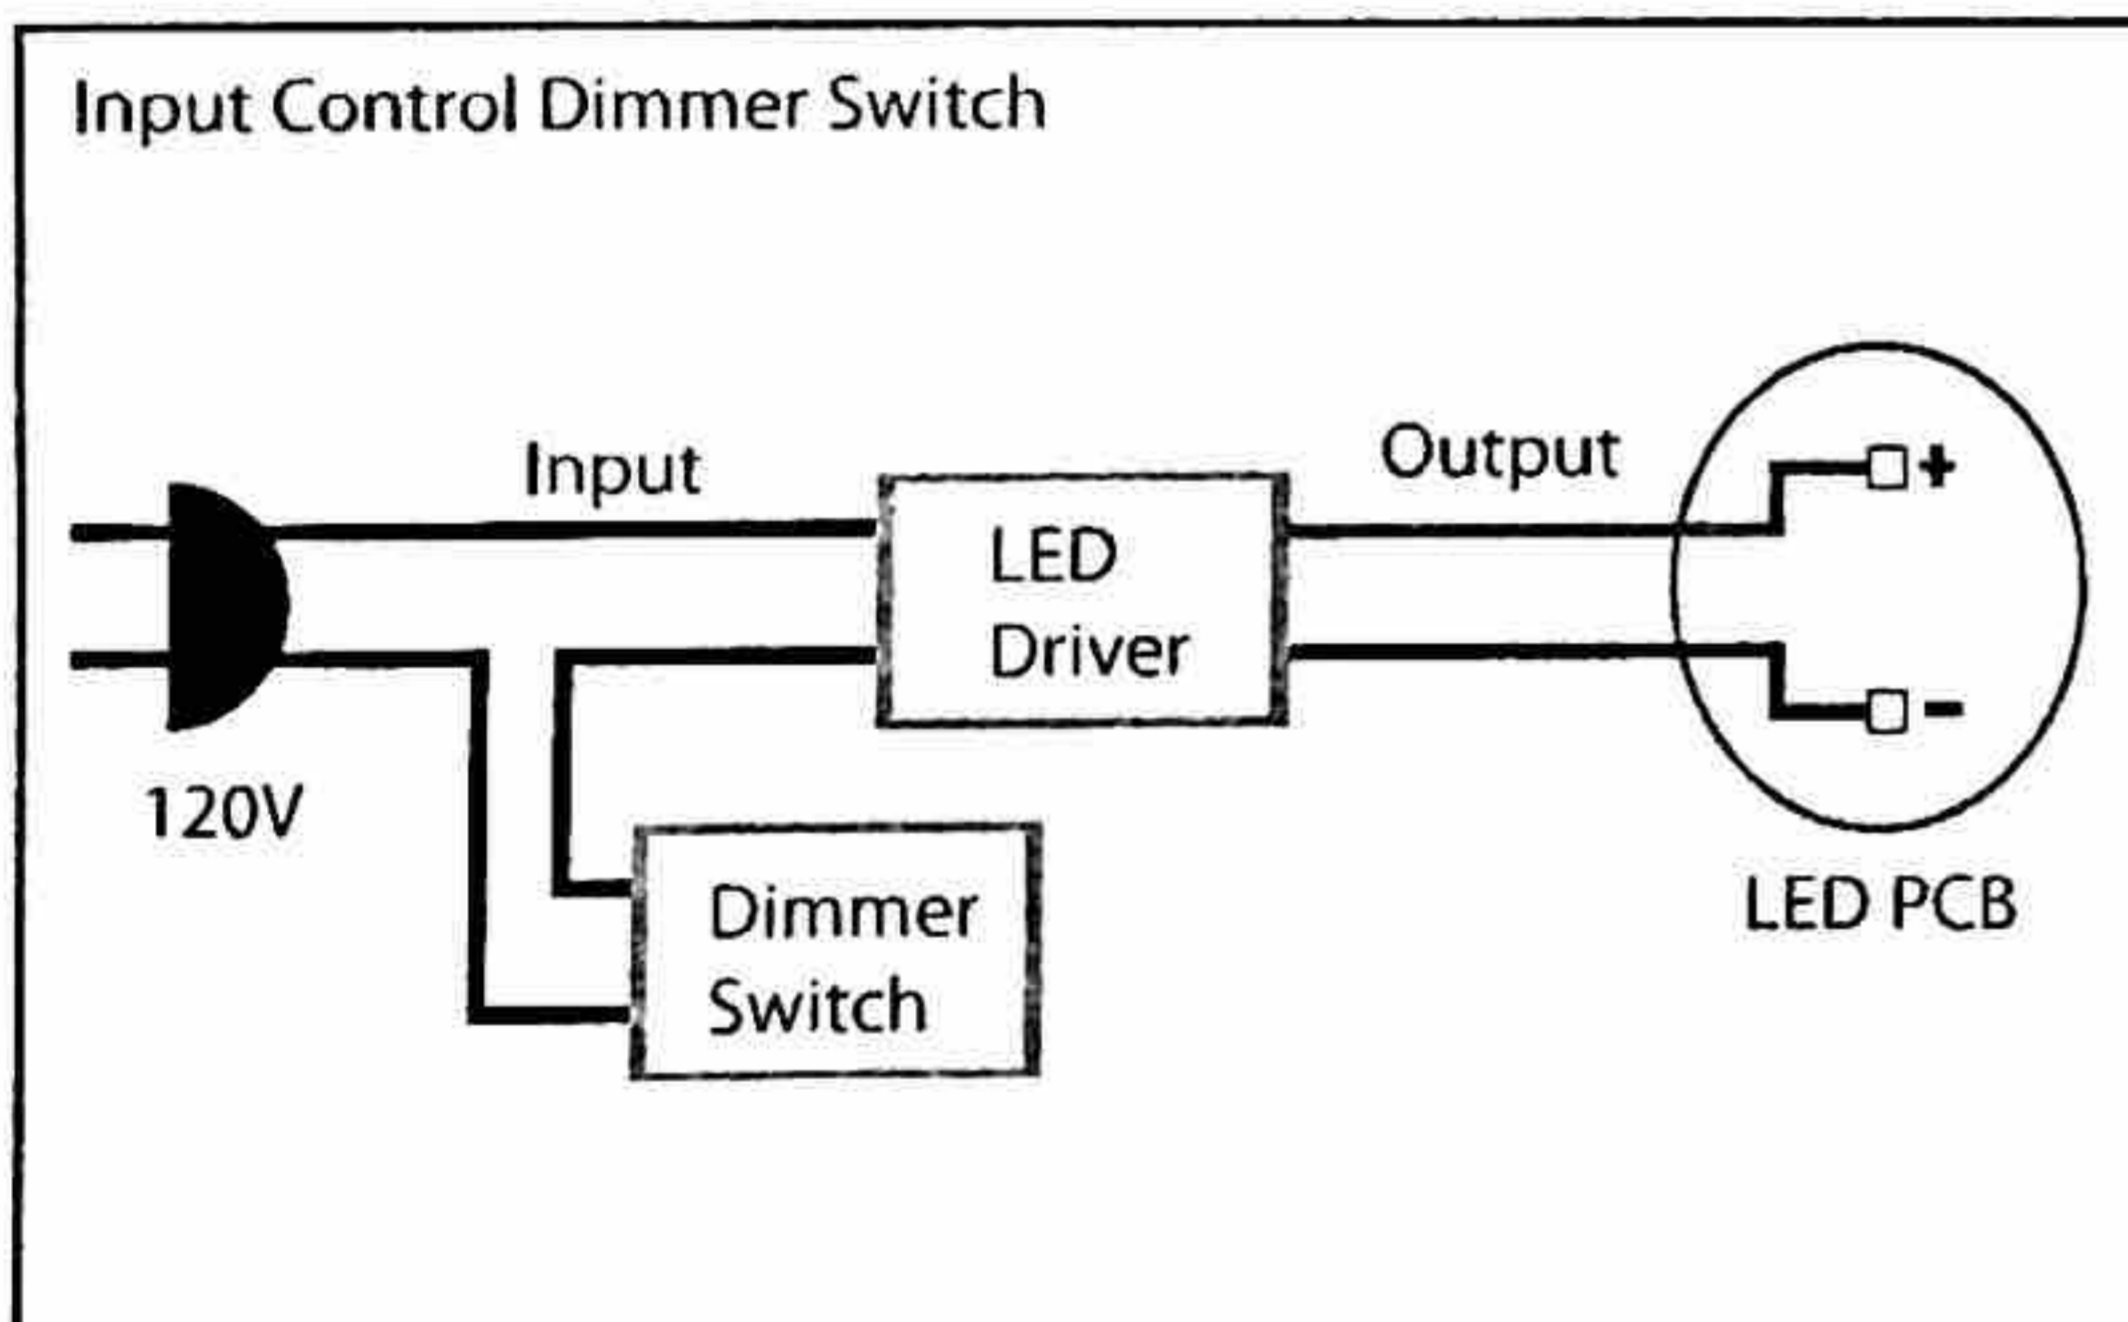 Input Control Dimmer Switch
Input
Output
+
LED
Driver
-
120V
Dimmer
Switch
LED PCB